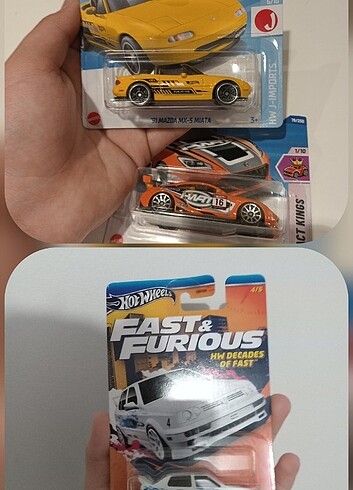 HW J-IMPORTS
'91 MAZDA MX-5 MIATA
3+
1/10
16
CT KINGS
HOT WHEELS
4/5
FAST &
FURIOUS
HW DECADES
OF FAST